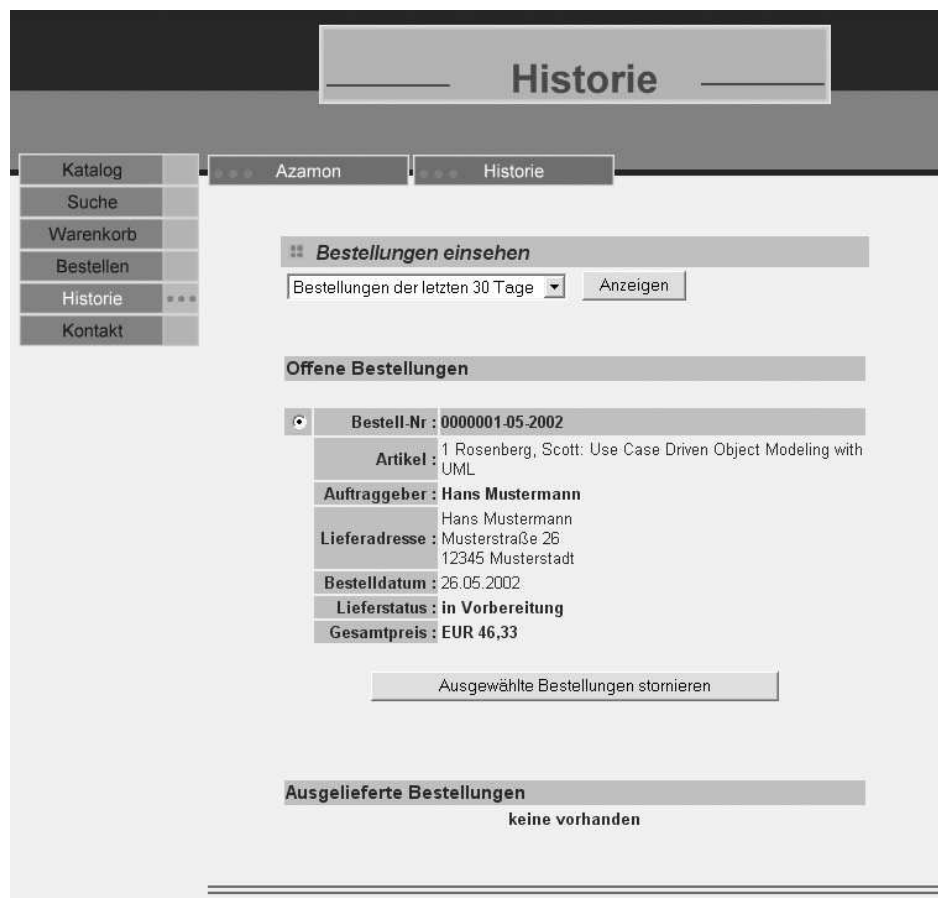 Historie
Katalog
Suche
Warenkorb
Bestellen
Historie
Kontakt
Azamon
Historie
Bestellungen einsehen
Bestellungen der letzten 30 Tage
Anzeigen
Offene Bestellungen
Bestell-Nr : 0000001-05-2002
Artikel : 1 Rosenberg, Scott: Use Case Driven Object Modeling with
UML
Auftraggeber : Hans Mustermann
Lieferadresse : Hans Mustermann
Musterstraße 26
12345 Musterstadt
Bestelldatum : 26.05.2002
Lieferstatus : in Vorbereitung
Gesamtpreis : EUR 46,33
Ausgewählte Bestellungen stornieren
Ausgelieferte Bestellungen
keine vorhanden